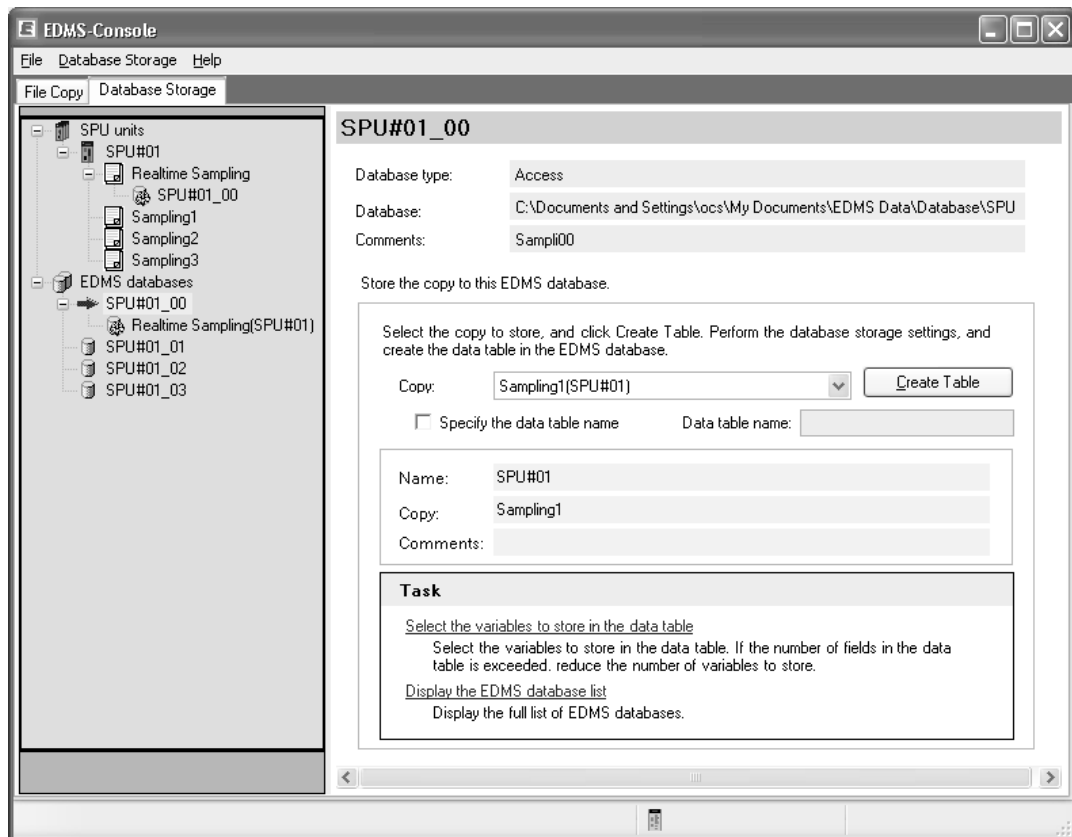 EDMS-Console
File Database Storage Help
File Copy Database Storage
SPU units
SPU#01
Realtime Sampling
SPU#01_00
Sampling1
Sampling2
Sampling3
EDMS databases
SPU#01_00
Realtime Sampling(SPU#01)
SPU#01_01
SPU#01_02
SPU#01_03
SPU#01_00
Database type: Access
Database: C:\Documents and Settings\ocs\My Documents\EDMS Data\Database\SPU
Comments: Sampli00
Store the copy to this EDMS database.
Select the copy to store, and click Create Table. Perform the database storage settings, and
create the data table in the EDMS database.
Copy: Sampling1(SPU#01) Create Table
Specify the data table name Data table name:
Name: SPU#01
Copy: Sampling1
Comments:
Task
Select the variables to store in the data table
Select the variables to store in the data table. If the number of fields in the data
table is exceeded. reduce the number of variables to store.
Display the EDMS database list
Display the full list of EDMS databases.